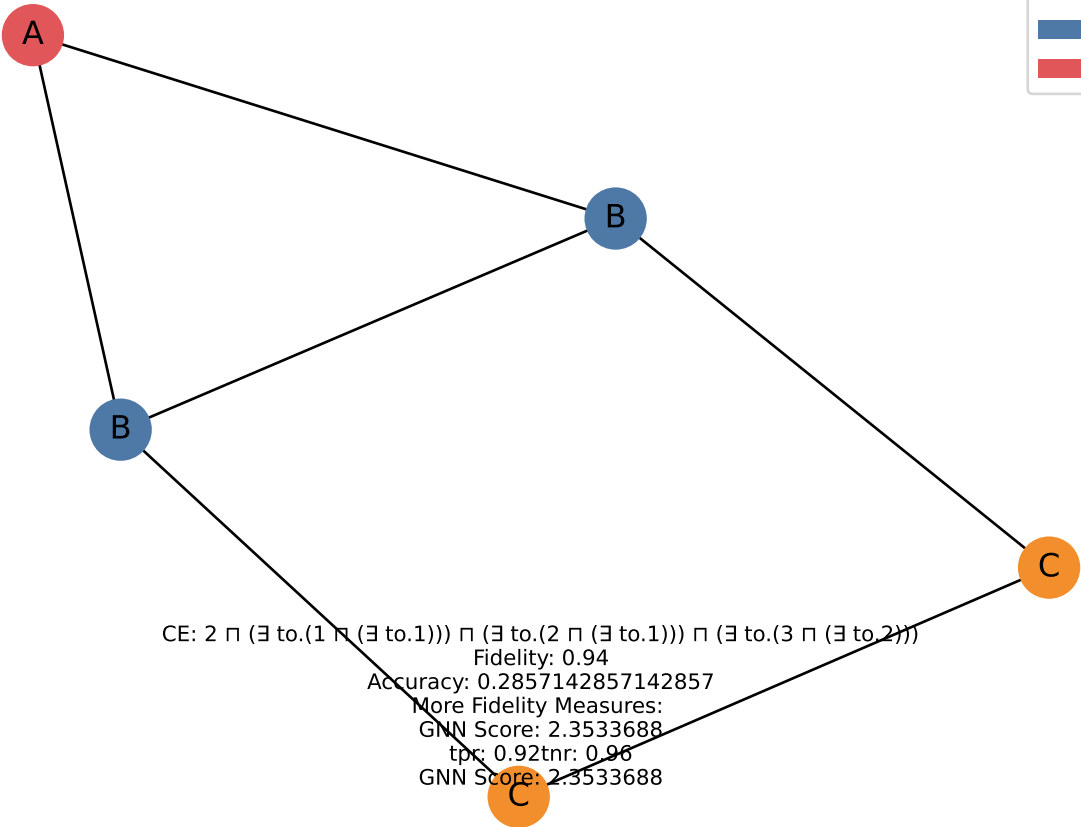 A
B
B
C
CE: 2 ⊓ (∃ to.(1 ⊓ (∃ to.1))) ⊓ (∃ to.(2 ⊓ (∃ to.1))) ⊓ (∃ to.(3 ⊓ (∃ to.2)))
Fidelity: 0.94
Accuracy: 0.2857142857142857
More Fidelity Measures:
GNN Score: 2.3533688
tpr: 0.92tnr: 0.96
GNN Score: 2.3533688
C